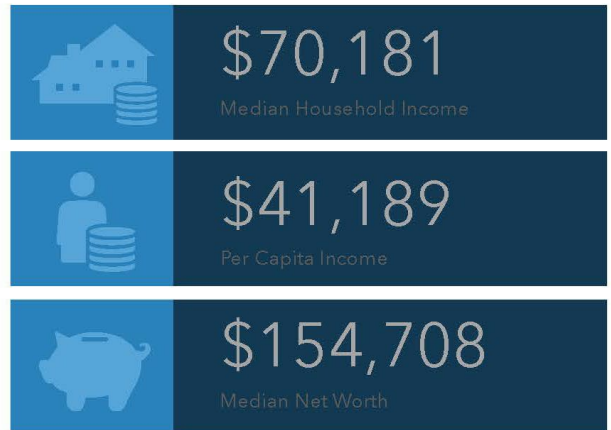 $70,181
Median Household Income
$41,189
Per Capita Income
$154,708
Median Net Worth